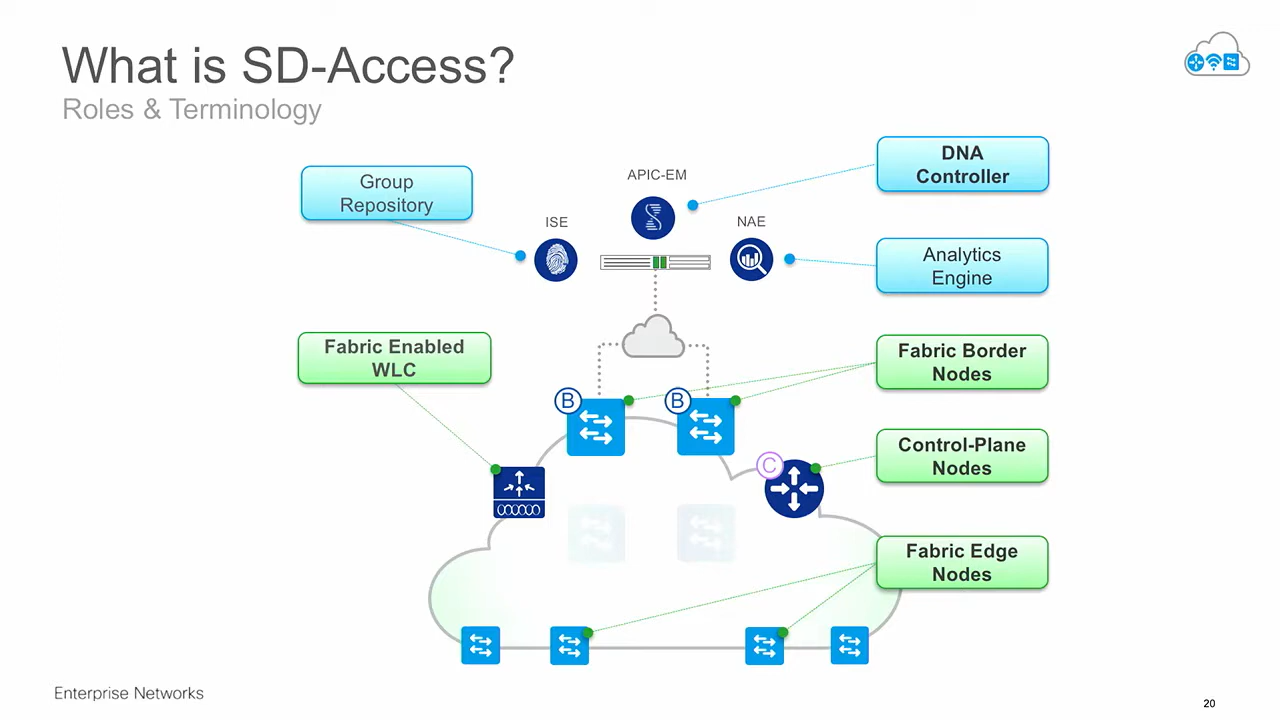 What is SD-Access?
Roles & Terminology
Group
Repository
ISE
APIC-EM
NAE
DNA
Controller
Analytics
Engine
Fabric Enabled
WLC
B
B
Fabric Border
Nodes
C
Control-Plane
Nodes
Fabric Edge
Nodes
Enterprise Networks
20